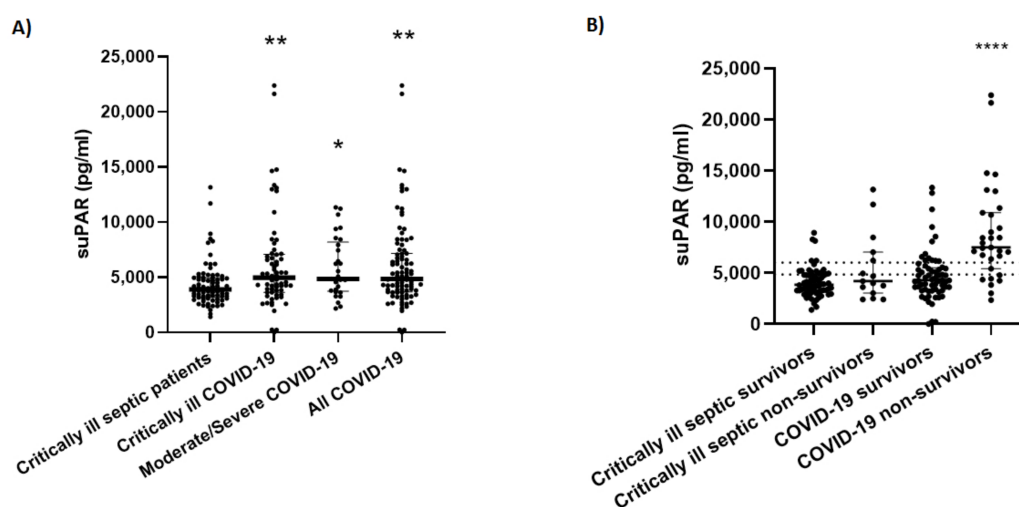 A)
**
**
*
25,000
20,000
15,000
10,000
5,000
0
suPAR (pg/ml)
Critically ill septic patients
Critically ill COVID-19
Moderate/Severe COVID-19
All COVID-19
B)
****
25,000
20,000
15,000
10,000
5,000
0
suPAR (pg/ml)
Critically ill septic survivors
Critically ill septic non-survivors
COVID-19 survivors
COVID-19 non-survivors